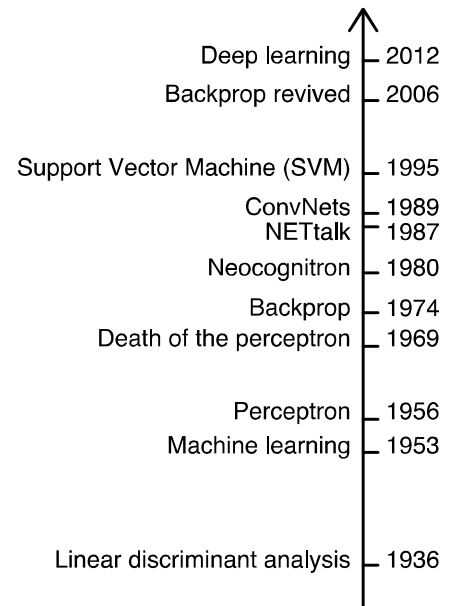 Deep learning 2012
Backprop revived 2006
Support Vector Machine (SVM) 1995
ConvNets 1989
NETtalk 1987
Neocognitron 1980
Backprop 1974
Death of the perceptron 1969
Perceptron 1956
Machine learning 1953
Linear discriminant analysis 1936